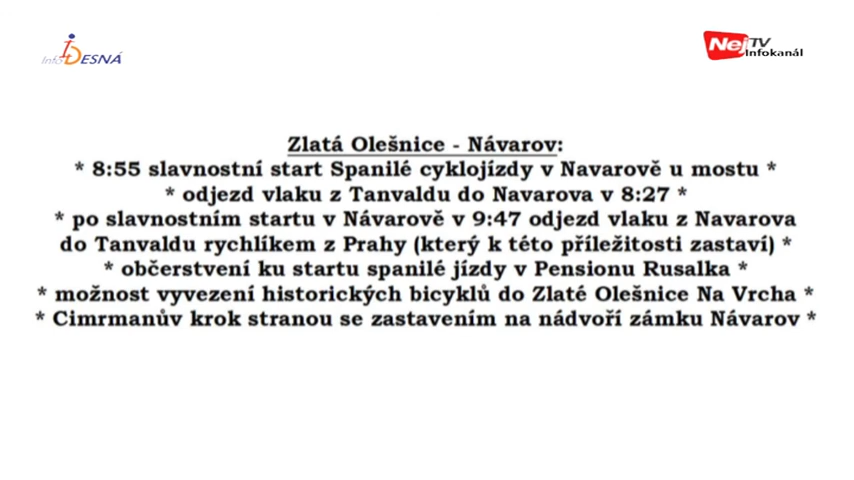 Info DESNÁ
Nej TV
Infokanál
Zlatá Olešnice - Návarov:
* 8:55 slavnostní start Spanilé cyklojízdy v Navarově u mostu *
* odjezd vlaku z Tanvaldu do Navarova v 8:27 *
* po slavnostním startu v Návarově v 9:47 odjezd vlaku z Navarova
do Tanvaldu rychlíkem z Prahy (který k této příležitosti zastaví) *
* občerstvení ku startu spanilé jízdy v Pensionu Rusalka *
* možnost vyvezení historických bicyklů do Zlaté Olešnice Na Vrcha *
* Cimrmanův krok stranou se zastavením na nádvoří zámku Návarov *